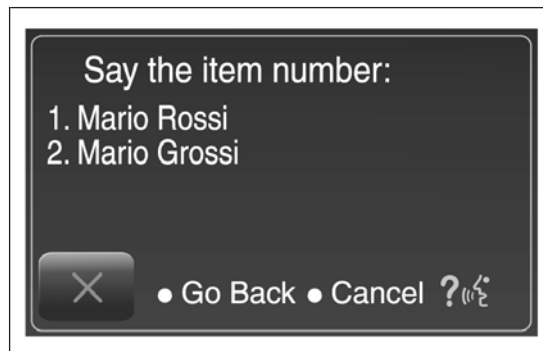 Say the item number:
1. Mario Rossi
2. Mario Grossi
● Go Back ● Cancel ?